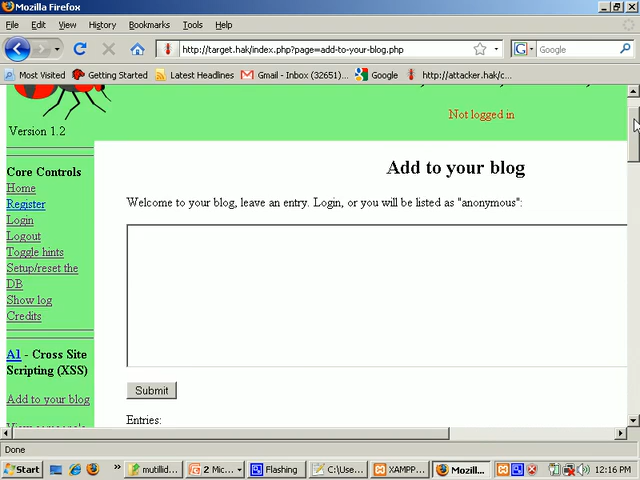 Mozilla Firefox
File Edit View History Bookmarks Tools Help
http://target.hak/index.php?page=add-to-your-blog.php
Google
Most Visited Getting Started Latest Headlines Gmail - Inbox (32651)... Google http://attacker.hak/c...
Not logged in
Version 1.2
Add to your blog
Core Controls
Home
Register
Login
Logout
Toggle hints
Setup/reset the
DB
Show log
Credits
Welcome to your blog, leave an entry. Login, or you will be listed as "anonymous":
A1 - Cross Site
Scripting (XSS)
Add to your blog
Submit
Entries:
Done
Start » mutillid... 2 Mic... Flashing C:\Use... XAMPP... Mozill... 12:16 PM